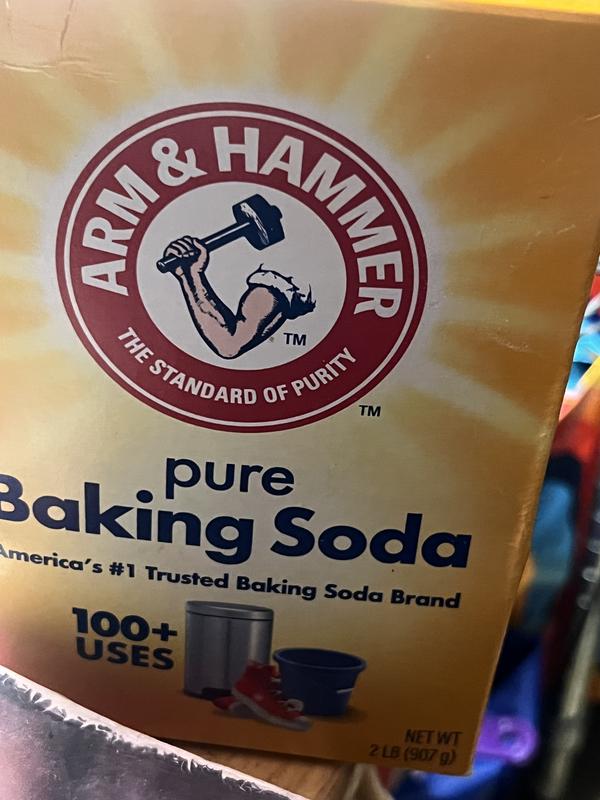 ARM & HAMMER
TM
THE STANDARD OF PURITY
TM
pure
Baking Soda
America's #1 Trusted Baking Soda Brand
100+
USES
NET WT
2 LB (907 g)